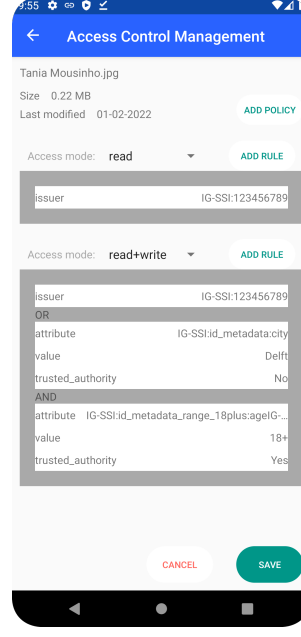 9:55
Access Control Management
Tania Mousinho.jpg
Size 0.22 MB
Last modified 01-02-2022
ADD POLICY
Access mode: read ADD RULE
issuer IG-SSI:123456789
Access mode: read+write ADD RULE
issuer IG-SSI:123456789
OR
attribute IG-SSI:id_metadata:city
value Delft
trusted_authority No
AND
attribute IG-SSI:id_metadata_range_18plus:ageIG-...
value 18+
trusted_authority Yes
CANCEL SAVE